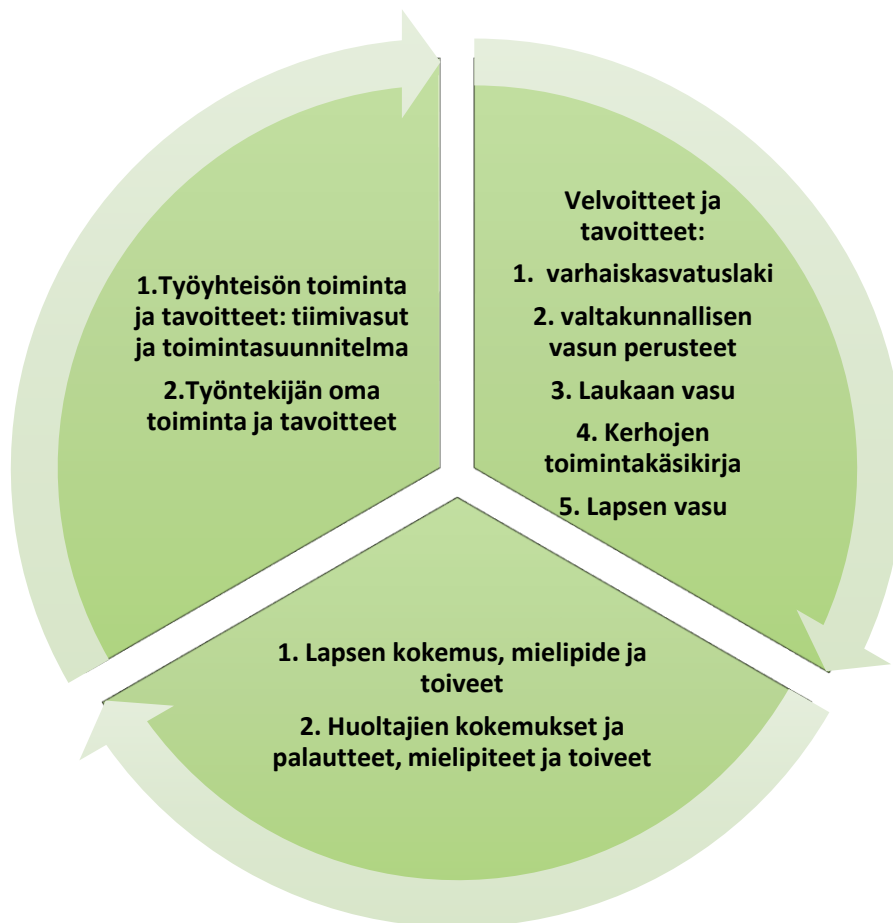 Velvoitteet ja
tavoitteet:
1. varhaiskasvatuslaki
2. valtakunnallisen
vasun perusteet
3. Laukaan vasu
4. Kerhojen
toimintakäsikirja
5. Lapsen vasu
1. Lapsen kokemus, mielipide ja
toiveet
2. Huoltajien kokemukset ja
palautteet, mielipiteet ja toiveet
1.Työyhteisön toiminta
ja tavoitteet: tiimivasut
ja toimintasuunnitelma
2.Työntekijän oma
toiminta ja tavoitteet